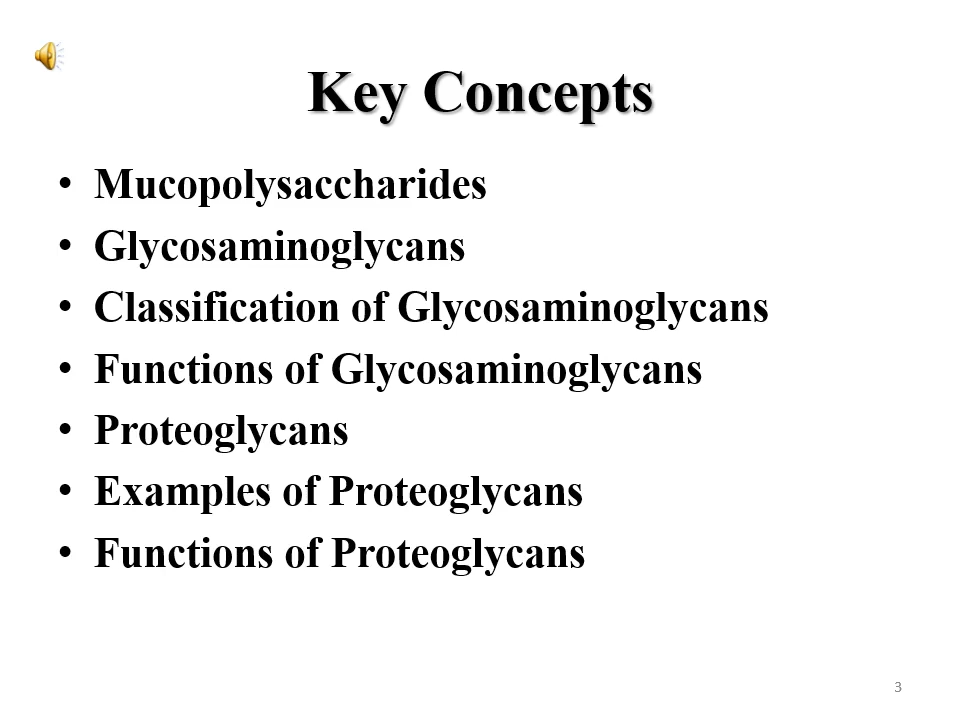 Key Concepts
• Mucopolysaccharides
• Glycosaminoglycans
• Classification of Glycosaminoglycans
• Functions of Glycosaminoglycans
• Proteoglycans
• Examples of Proteoglycans
• Functions of Proteoglycans
3